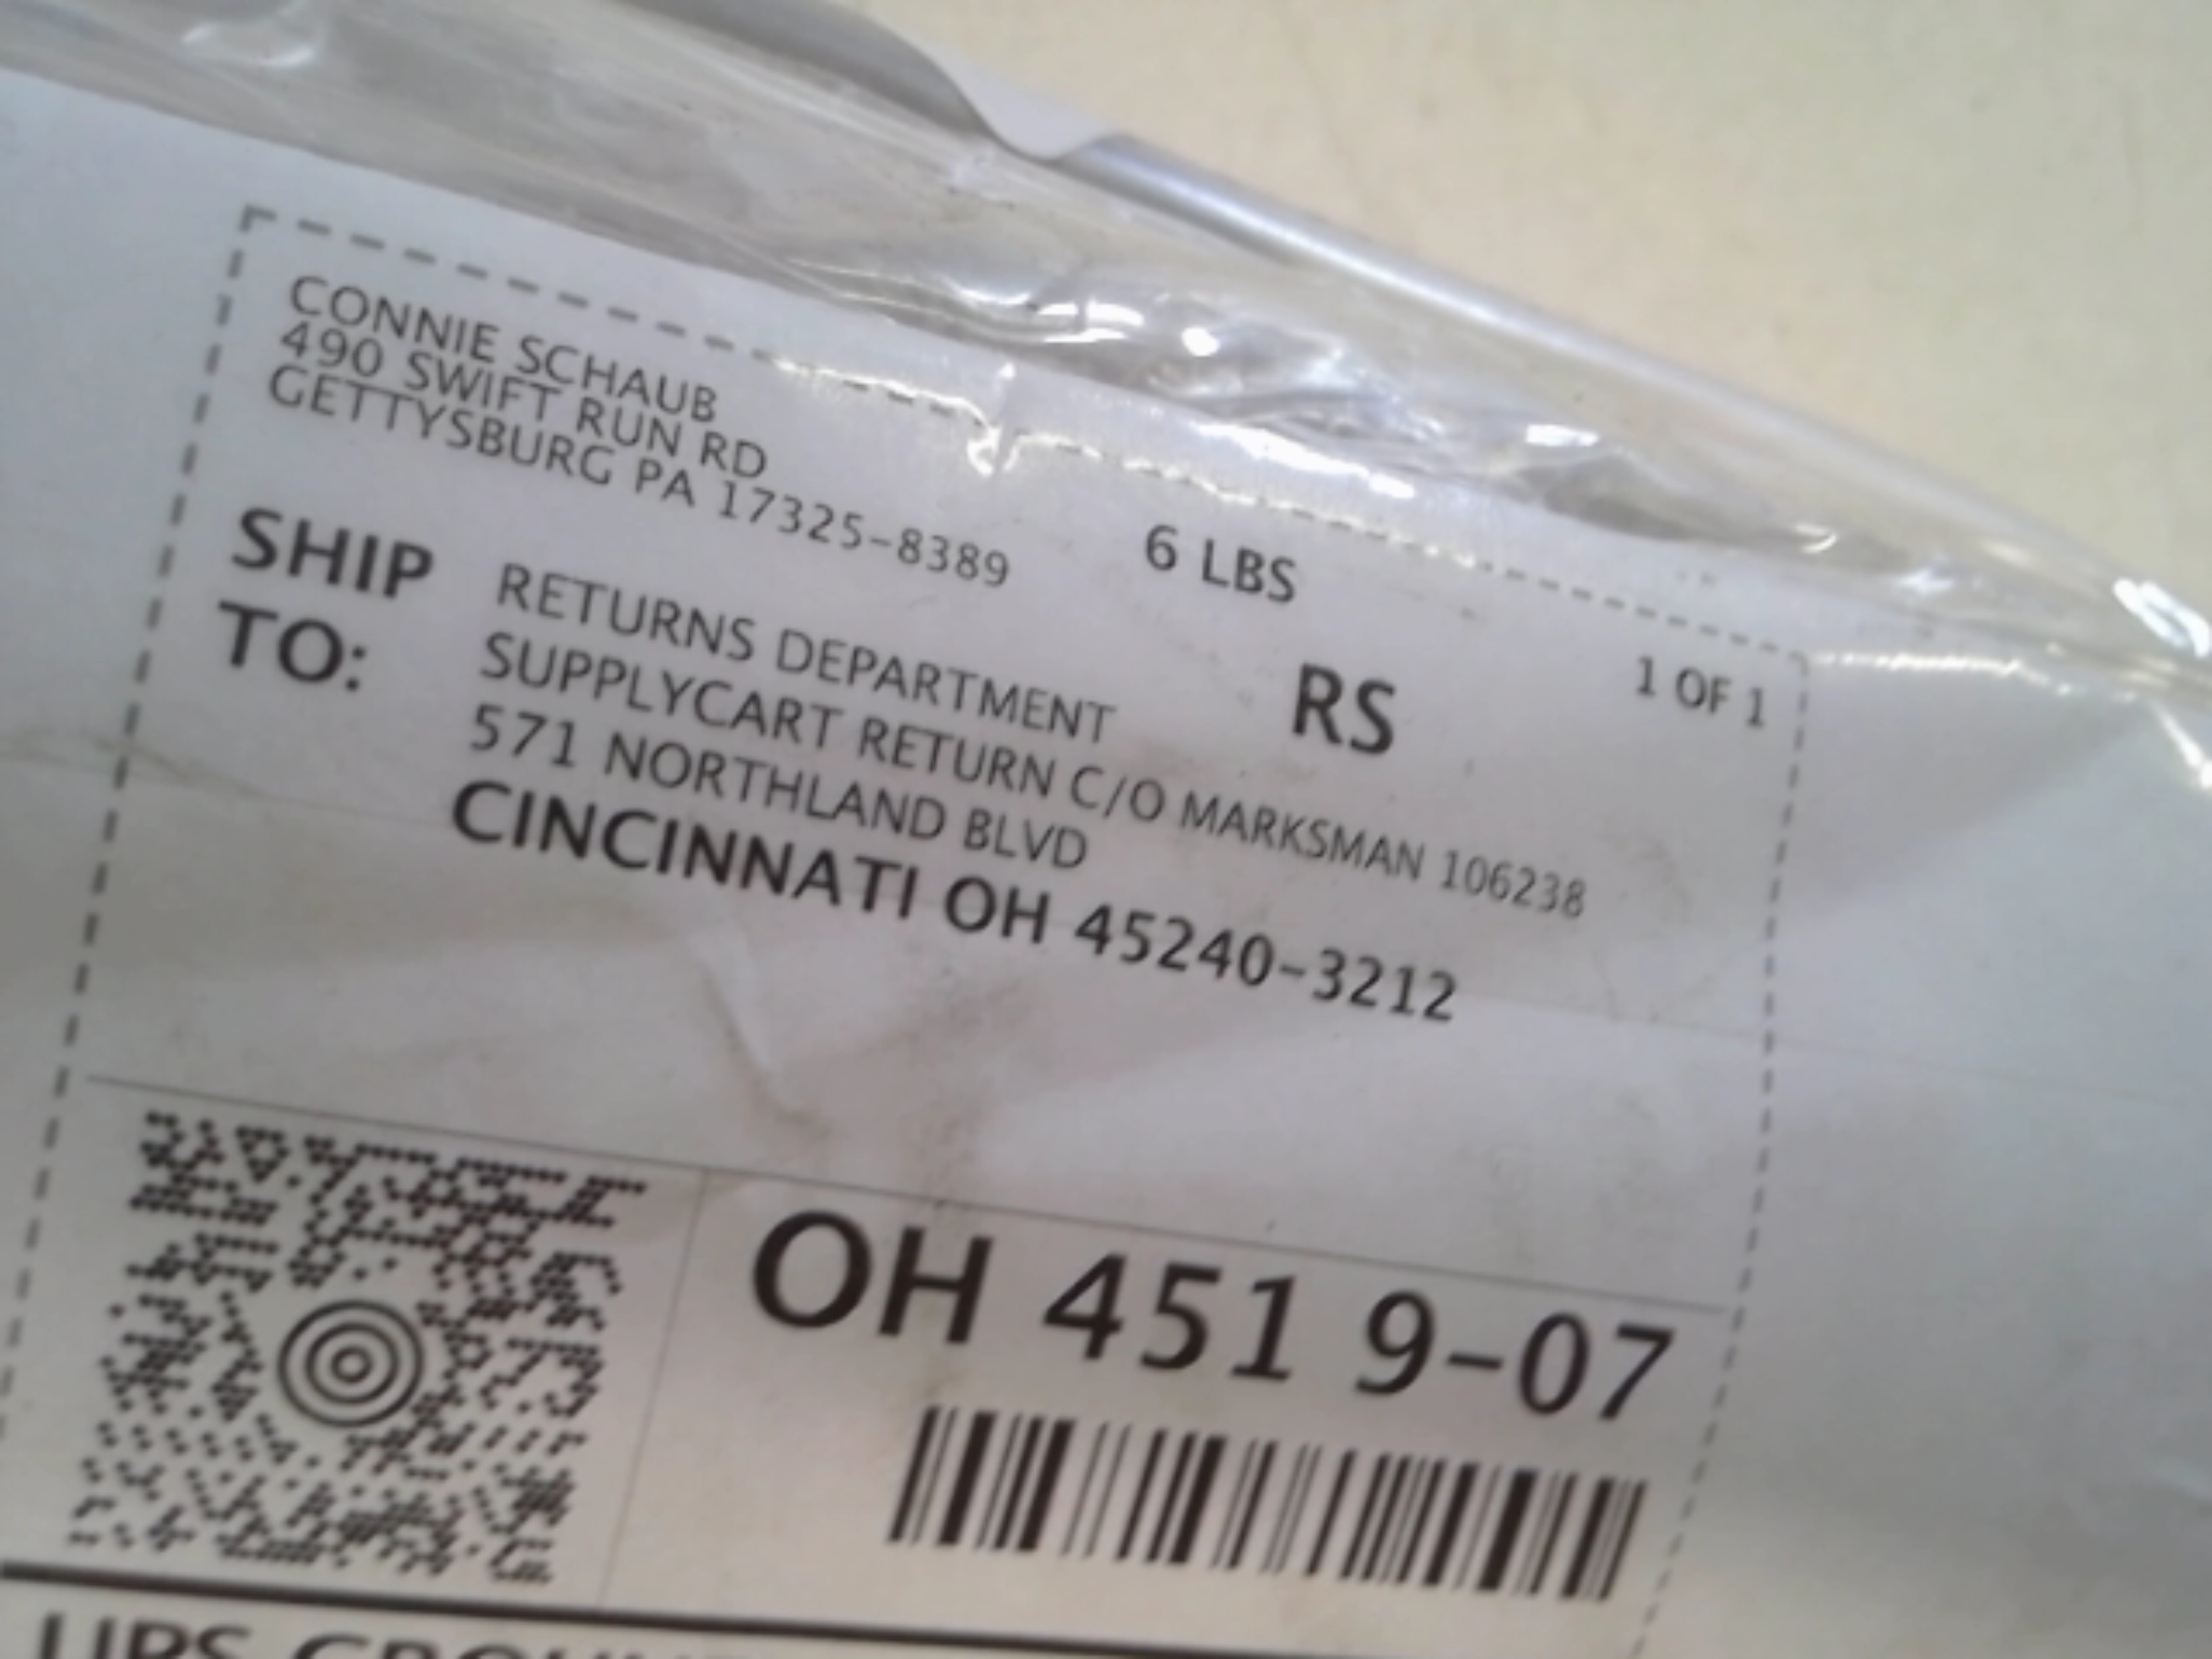 CONNIE SCHAUB
490 SWIFT RUN RD
GETTYSBURG PA 17325-8389
6 LBS
1 OF 1
RS
SHIP TO:
RETURNS DEPARTMENT
SUPPLYCART RETURN C/O MARKSMAN 106238
571 NORTHLAND BLVD
CINCINNATI OH 45240-3212
OH 451 9-07
UPS